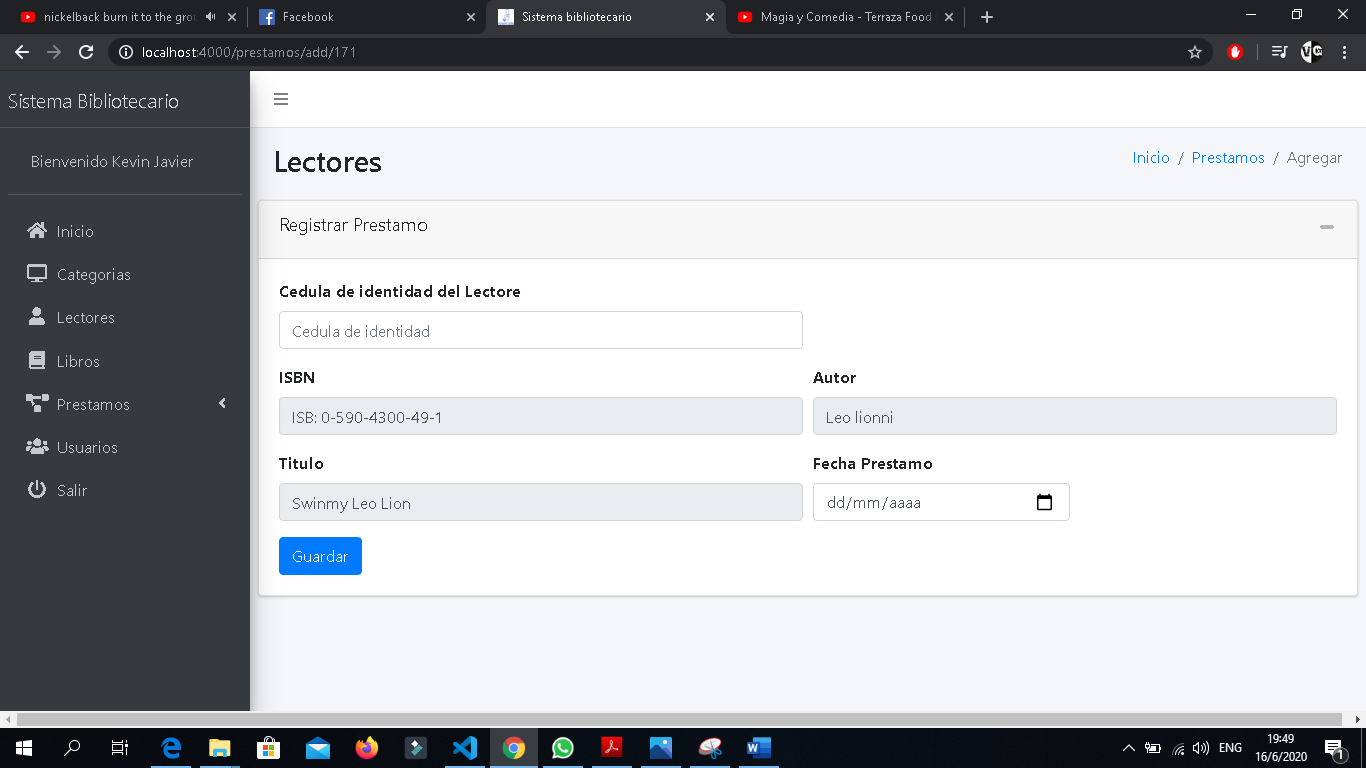 nickelback burn it to the grou
Facebook
Sistema bibliotecario
Magia y Comedia - Terraza Food
localhost:4000/prestamos/add/171
Sistema Bibliotecario
Bienvenido Kevin Javier
Inicio
Categorias
Lectores
Libros
Prestamos
Usuarios
Salir
Lectores
Inicio / Prestamos / Agregar
Registrar Prestamo
Cedula de identidad del Lectore
Cedula de identidad
ISBN
Autor
ISB: 0-590-4300-49-1
Leo lionni
Titulo
Fecha Prestamo
Swinmy Leo Lion
dd/mm/aaaa
Guardar
ENG
19:49
16/6/2020
1